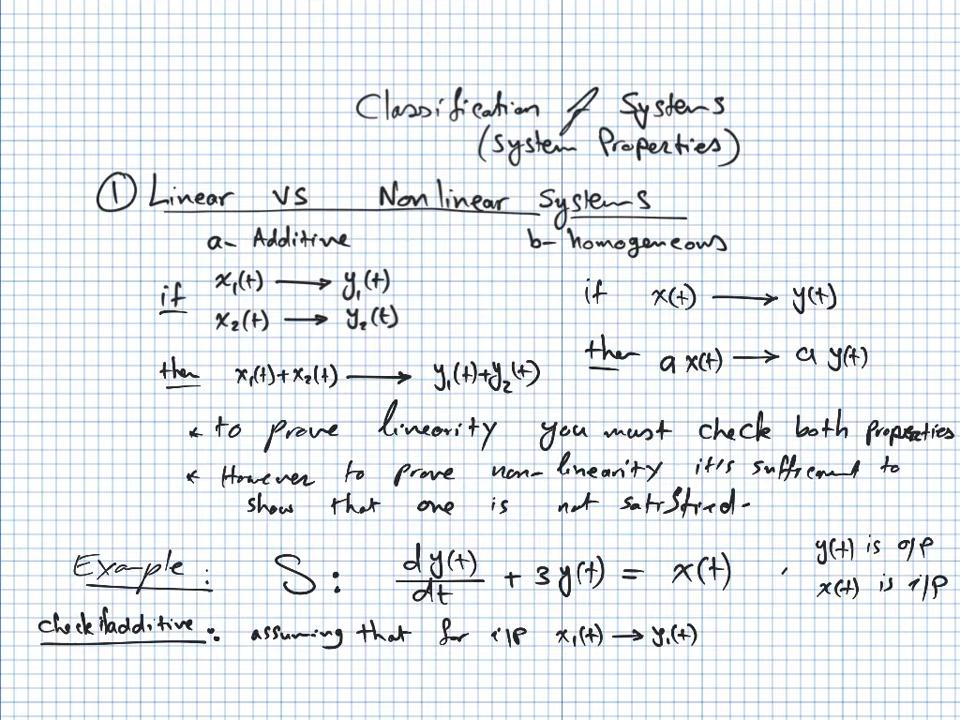 Classification of Systems
(System Properties)
① Linear VS Nonlinear Systems
a- Additive
b- homogeneous
if x₁(t) ⟶ y₁(t)
x₂(t) ⟶ y₂(t)
then x₁(t)+x₂(t) ⟶ y₁(t)+y₂(t)
if x(t) ⟶ y(t)
then a x(t) ⟶ a y(t)
* to prove linearity you must check both properties
* However to prove non-linearity it's sufficient to
show that one is not satisfied.
Example : S: dy(t)/dt + 3y(t) = x(t) , y(t) is o/p
x(t) is i/p
check if additive : assuming that for i/p x₁(t) → y₁(t)